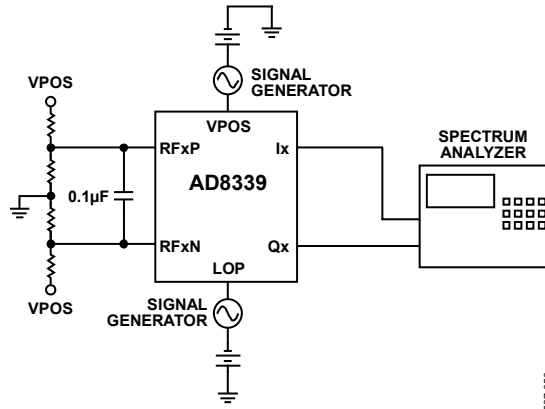 SIGNAL
GENERATOR
VPOS
VPOS
RFxP
Ix
SPECTRUM
ANALYZER
AD8339
0.1µF
RFxN
Qx
LOP
VPOS
SIGNAL
GENERATOR